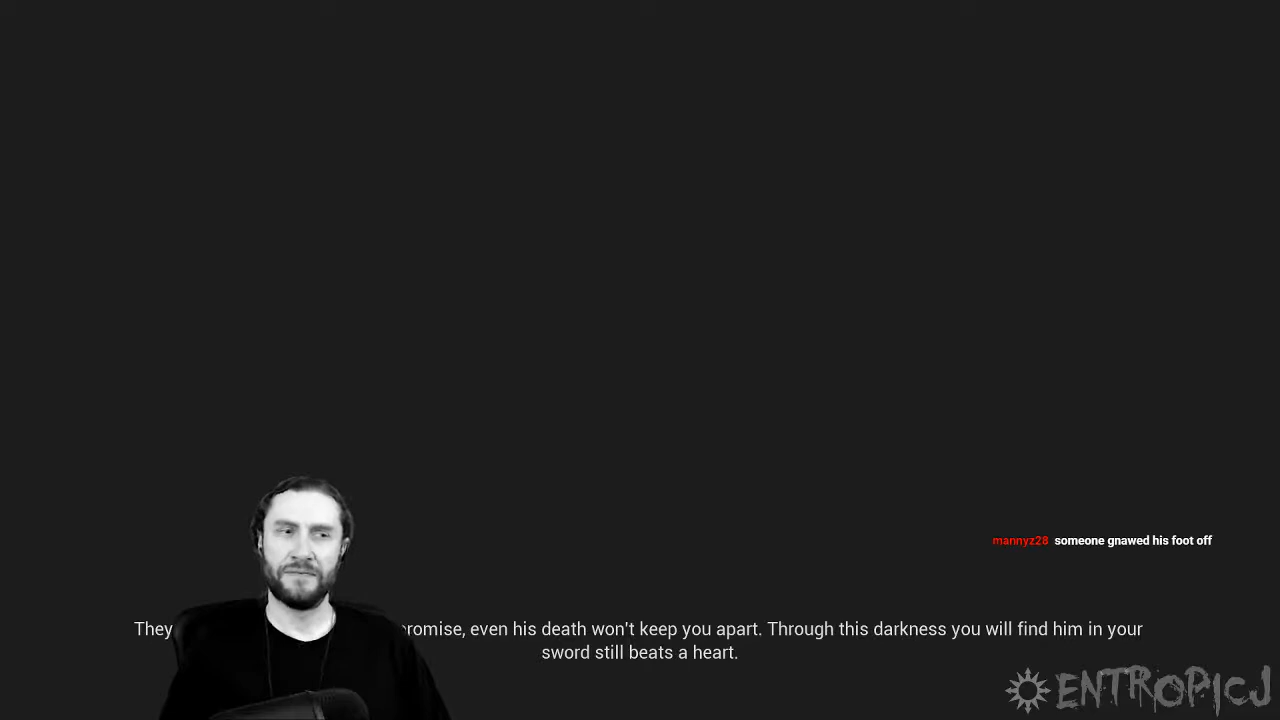 mannyz28 someone gnawed his foot off
They promise, even his death won't keep you apart. Through this darkness you will find him in your
sword still beats a heart.
ENTROPICJ